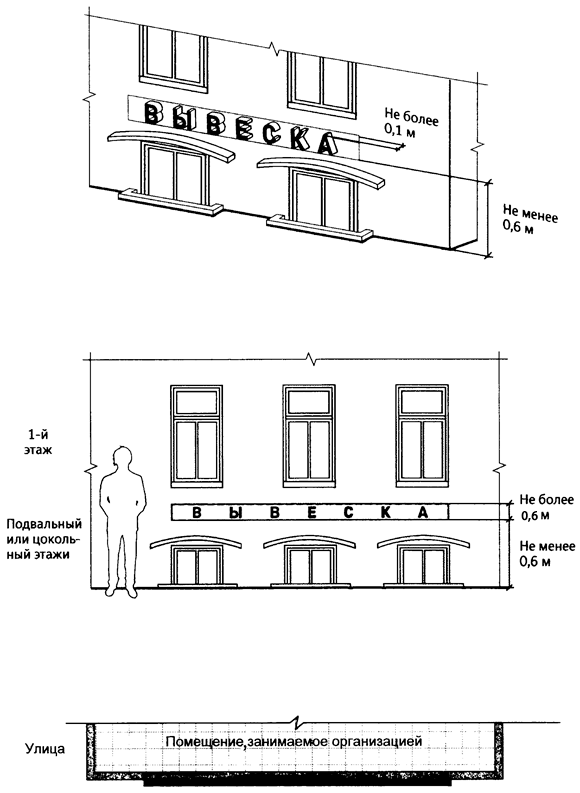 ВЫВЕСКА
Не более
0,1 м
Не менее
0,6 м
1-й
этаж
Подвальный
или цоколь-
ный этажи
ВЫВЕСКА
Не более
0,6 м
Не менее
0,6 м
Улица
Помещение,занимаемое организацией